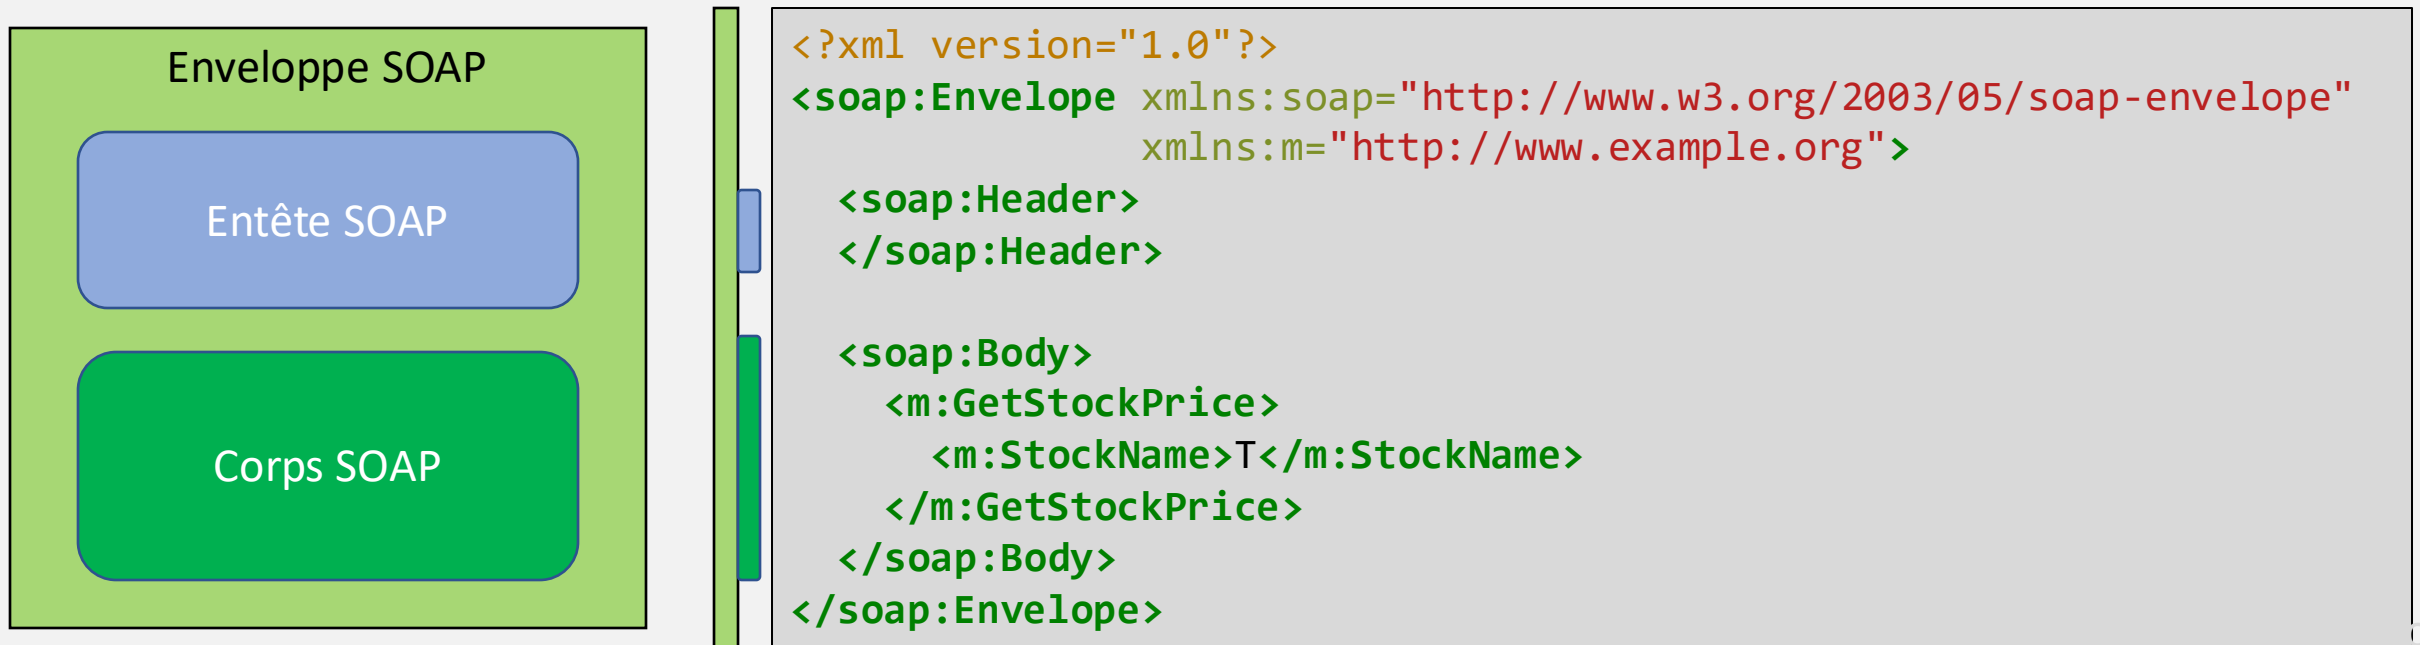 Enveloppe SOAP
Entête SOAP
Corps SOAP
<?xml version="1.0"?>
<soap:Envelope xmlns:soap="http://www.w3.org/2003/05/soap-envelope"
xmlns:m="http://www.example.org">
<soap:Header>
</soap:Header>
<soap:Body>
<m:GetStockPrice>
<m:StockName>T</m:StockName>
</m:GetStockPrice>
</soap:Body>
</soap:Envelope>